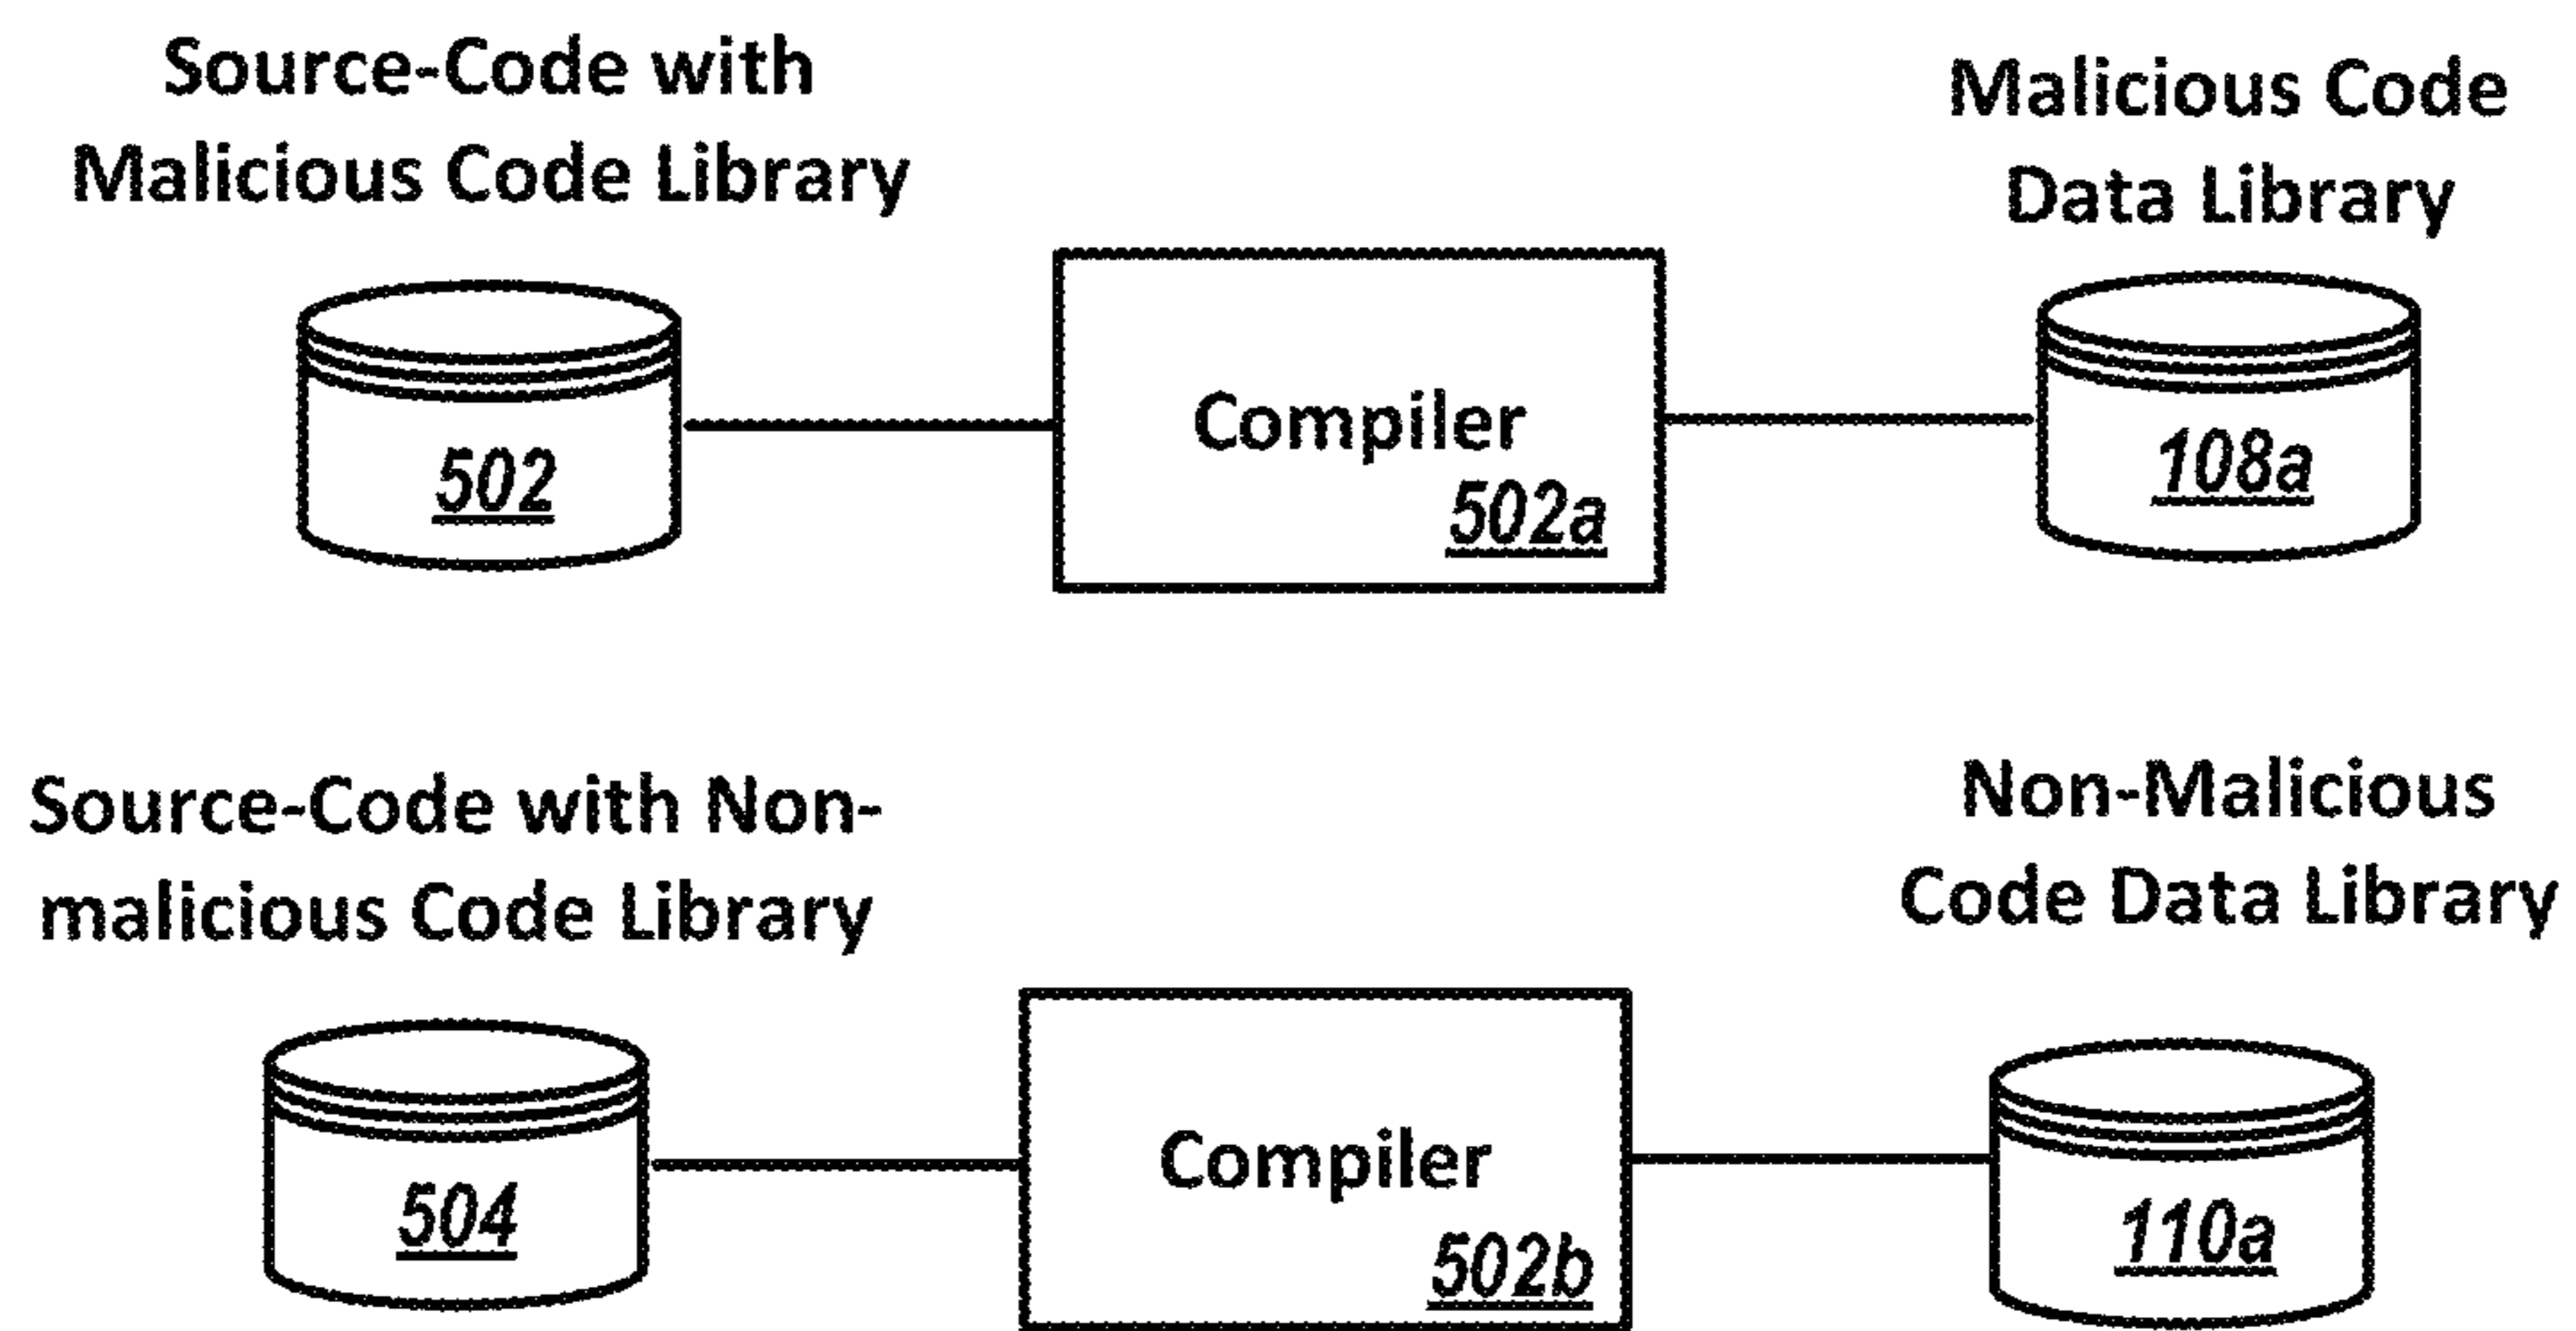 Source-Code with
Malicious Code Library
Malicious Code
Data Library
502
Compiler
502a
108a
Source-Code with Non-
malicious Code Library
Non-Malicious
Code Data Library
504
Compiler
502b
110a